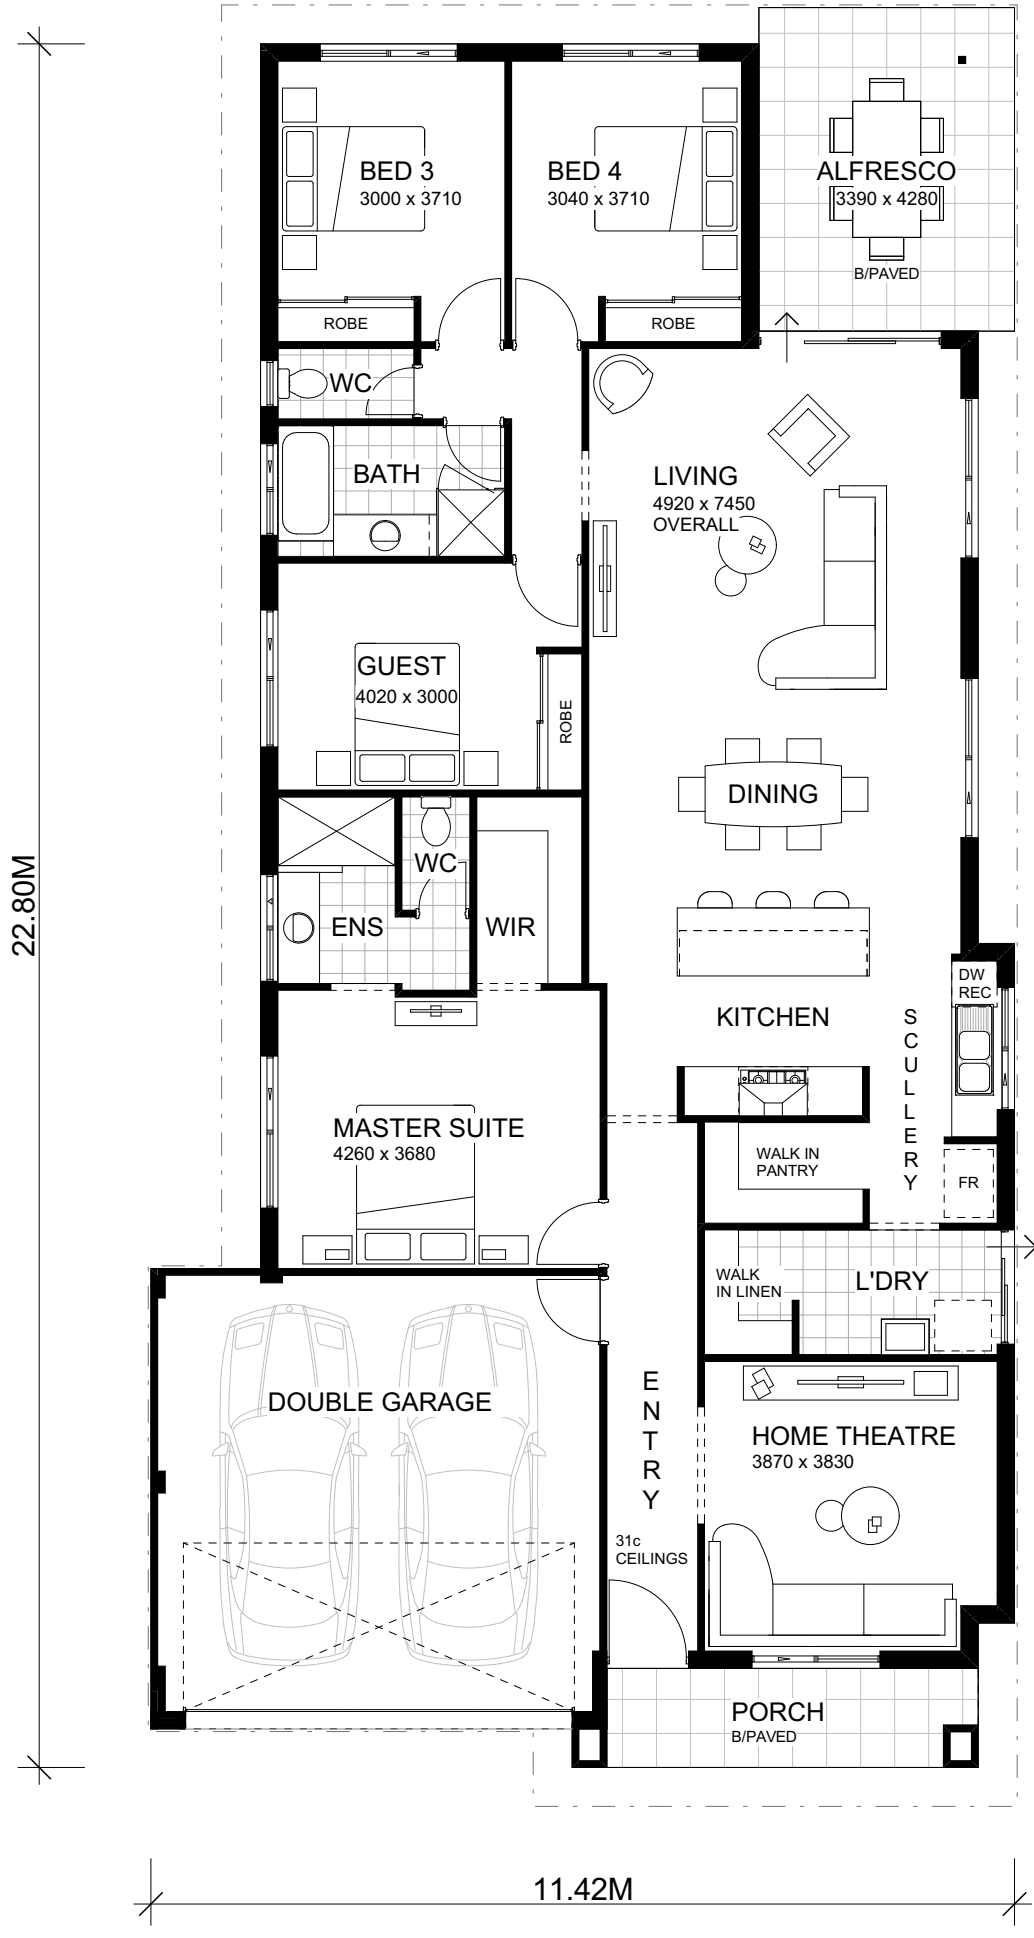 BED 3
3000 x 3710
BED 4
3040 x 3710
ALFRESCO
3390 x 4280
B/PAVED
ROBE
ROBE
WC
BATH
LIVING
4920 x 7450
OVERALL
GUEST
4020 x 3000
ROBE
DINING
WC
ENS
WIR
22.80M
DW
REC
KITCHEN
SCULLERY
MASTER SUITE
4260 x 3680
WALK IN
PANTRY
FR
WALK
IN LINEN
L'DRY
DOUBLE GARAGE
ENTRY
HOME THEATRE
3870 x 3830
31c
CEILINGS
PORCH
B/PAVED
11.42M